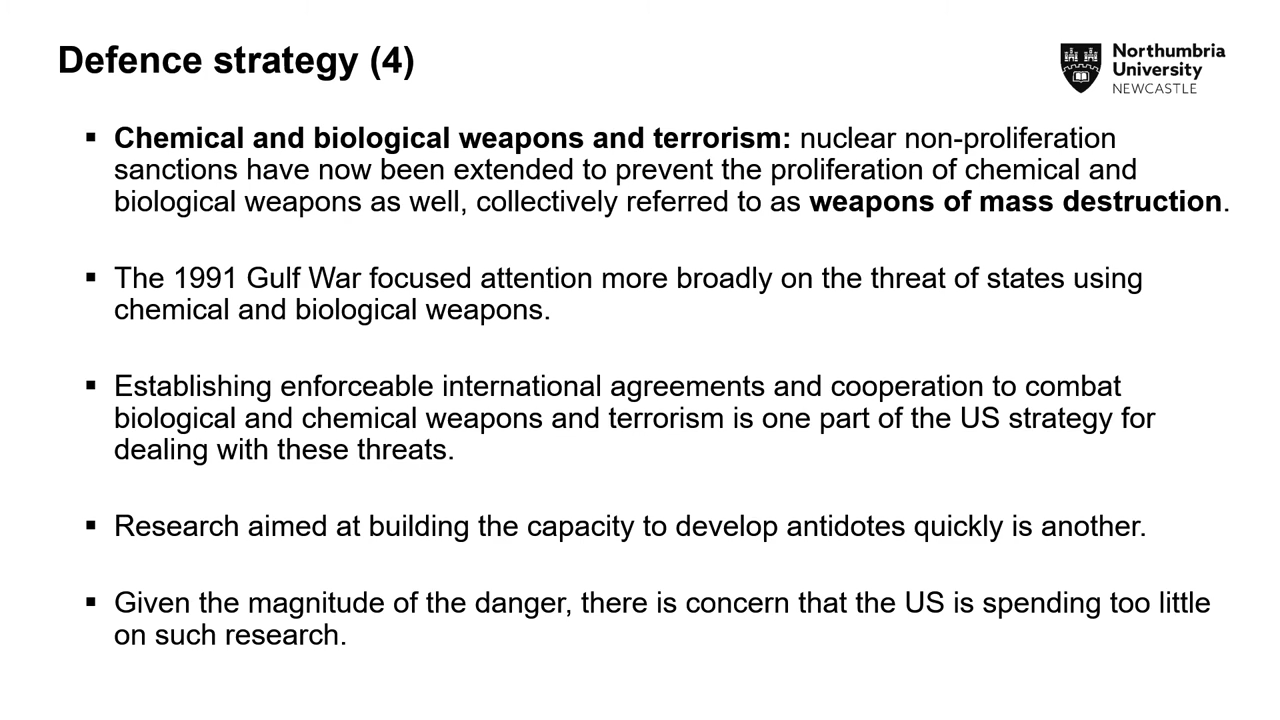 Defence strategy (4)
Northumbria
University
NEWCASTLE
▪ Chemical and biological weapons and terrorism: nuclear non-proliferation
sanctions have now been extended to prevent the proliferation of chemical and
biological weapons as well, collectively referred to as weapons of mass destruction.
▪ The 1991 Gulf War focused attention more broadly on the threat of states using
chemical and biological weapons.
▪ Establishing enforceable international agreements and cooperation to combat
biological and chemical weapons and terrorism is one part of the US strategy for
dealing with these threats.
▪ Research aimed at building the capacity to develop antidotes quickly is another.
▪ Given the magnitude of the danger, there is concern that the US is spending too little
on such research.